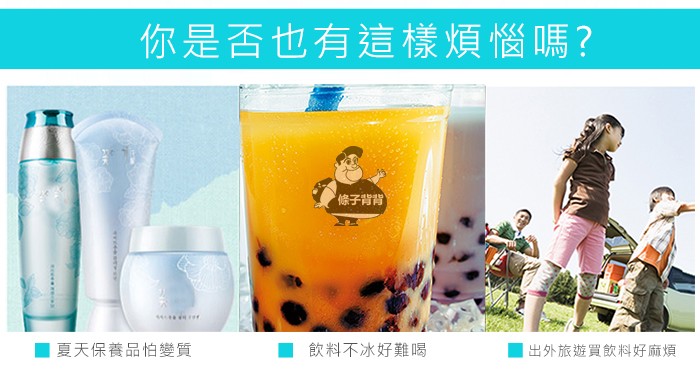 你是否也有這樣煩惱嗎?
條子背背
夏天保養品怕變質
飲料不冰好難喝
出外旅遊買飲料好麻煩